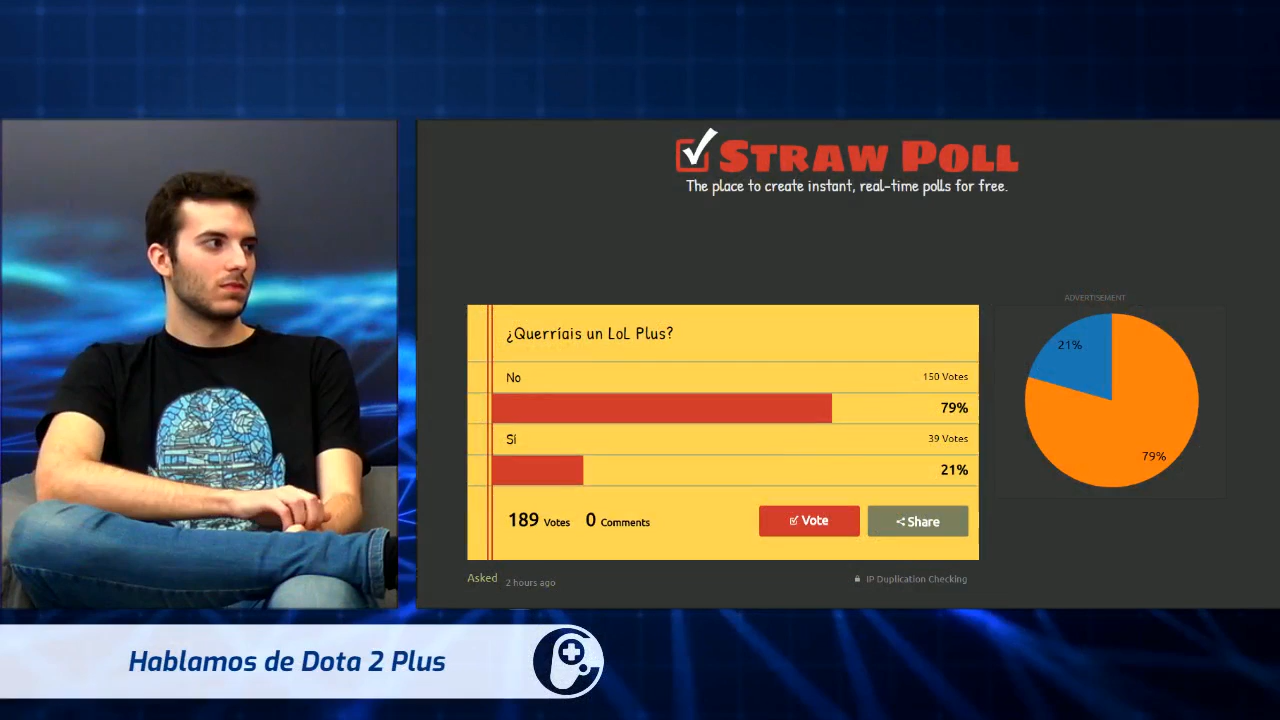 STRAW POLL
The place to create instant, real-time polls for free.
ADVERTISEMENT
¿Querríais un LoL Plus?
No 150 Votes
79%
Sí 39 Votes
21%
189 Votes 0 Comments
Vote Share
Asked 2 hours ago IP Duplication Checking
21%
79%
Hablamos de Dota 2 Plus